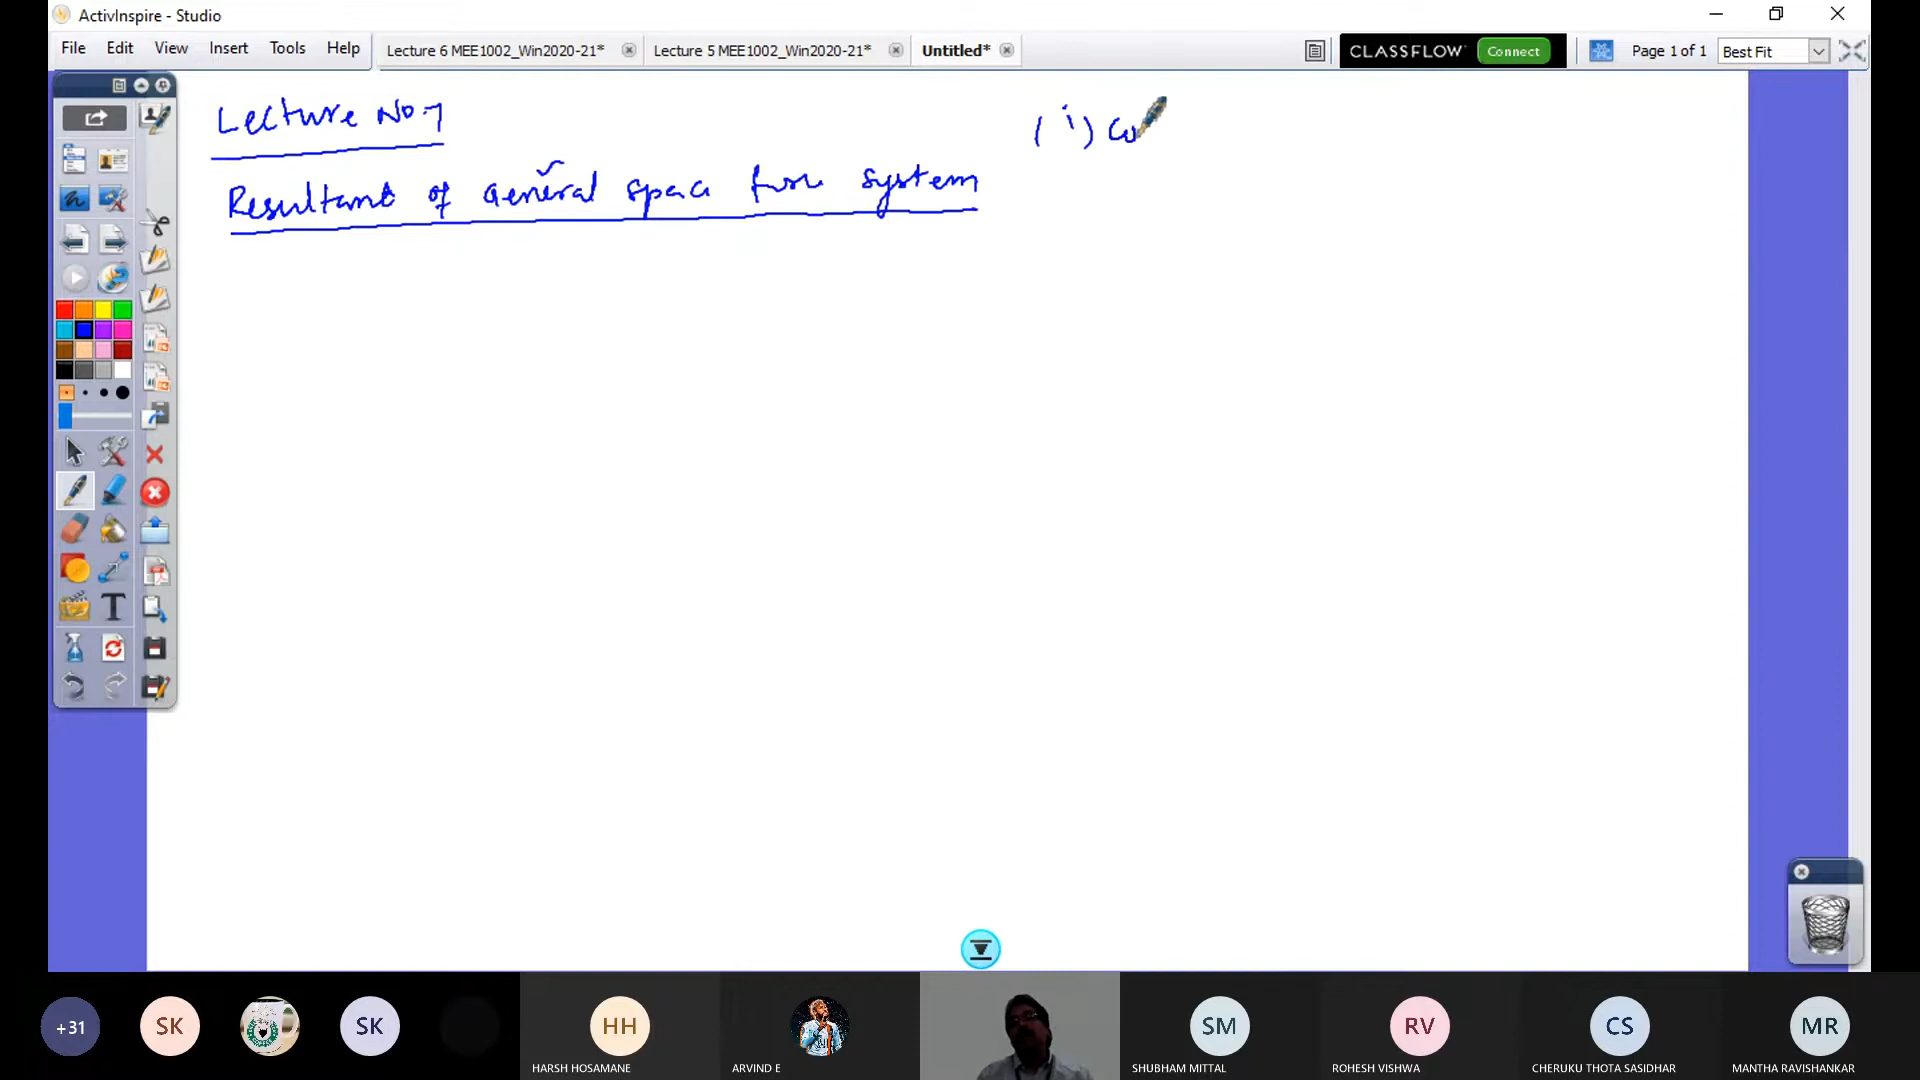 ActivInspire - Studio
File Edit View Insert Tools Help
Lecture 6 MEE1002_Win2020-21* Lecture 5 MEE1002_Win2020-21* Untitled*
CLASSFLOW Connect Page 1 of 1 Best Fit
Lecture No-7
(i) Co
Resultant of General space force system
T
+31 SK SK HH SM RV CS MR
HARSH HOSAMANE ARVIND E SHUBHAM MITTAL ROHESH VISHWA CHERUKU THOTA SASIDHAR MANTHA RAVISHANKAR